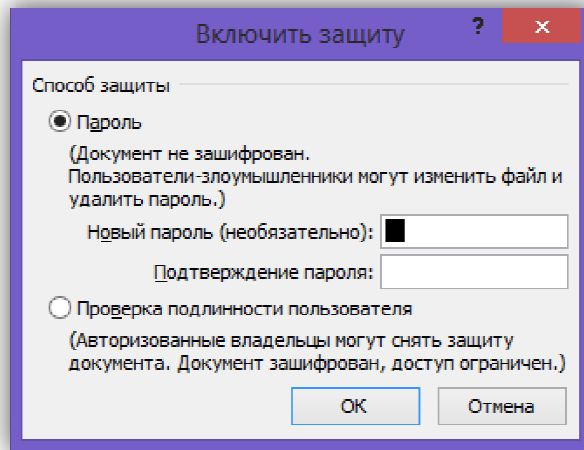 Включить защиту ? x
Способ защиты
Пароль
(Документ не зашифрован.
Пользователи-злоумышленники могут изменить файл и
удалить пароль.)
Новый пароль (необязательно):
Подтверждение пароля:
Проверка подлинности пользователя
(Авторизованные владельцы могут снять защиту
документа. Документ зашифрован, доступ ограничен.)
ОК Отмена